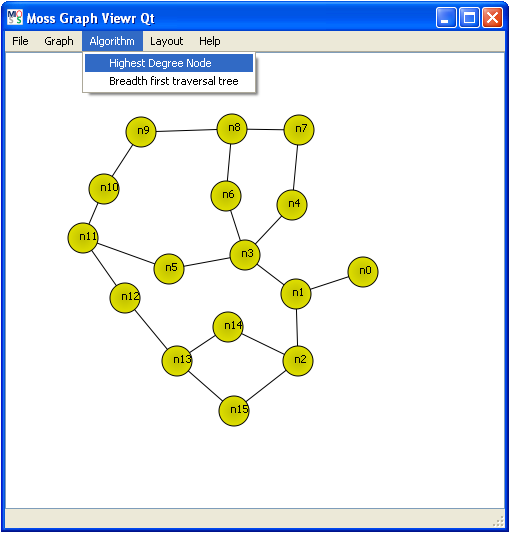 Moss Graph Viewr Qt
File Graph Algorithm Layout Help
Highest Degree Node
Breadth first traversal tree
n9 n8 n7
n10 n6 n4
n11 n3
n5 n0
n12 n1
n14
n13 n2
n15